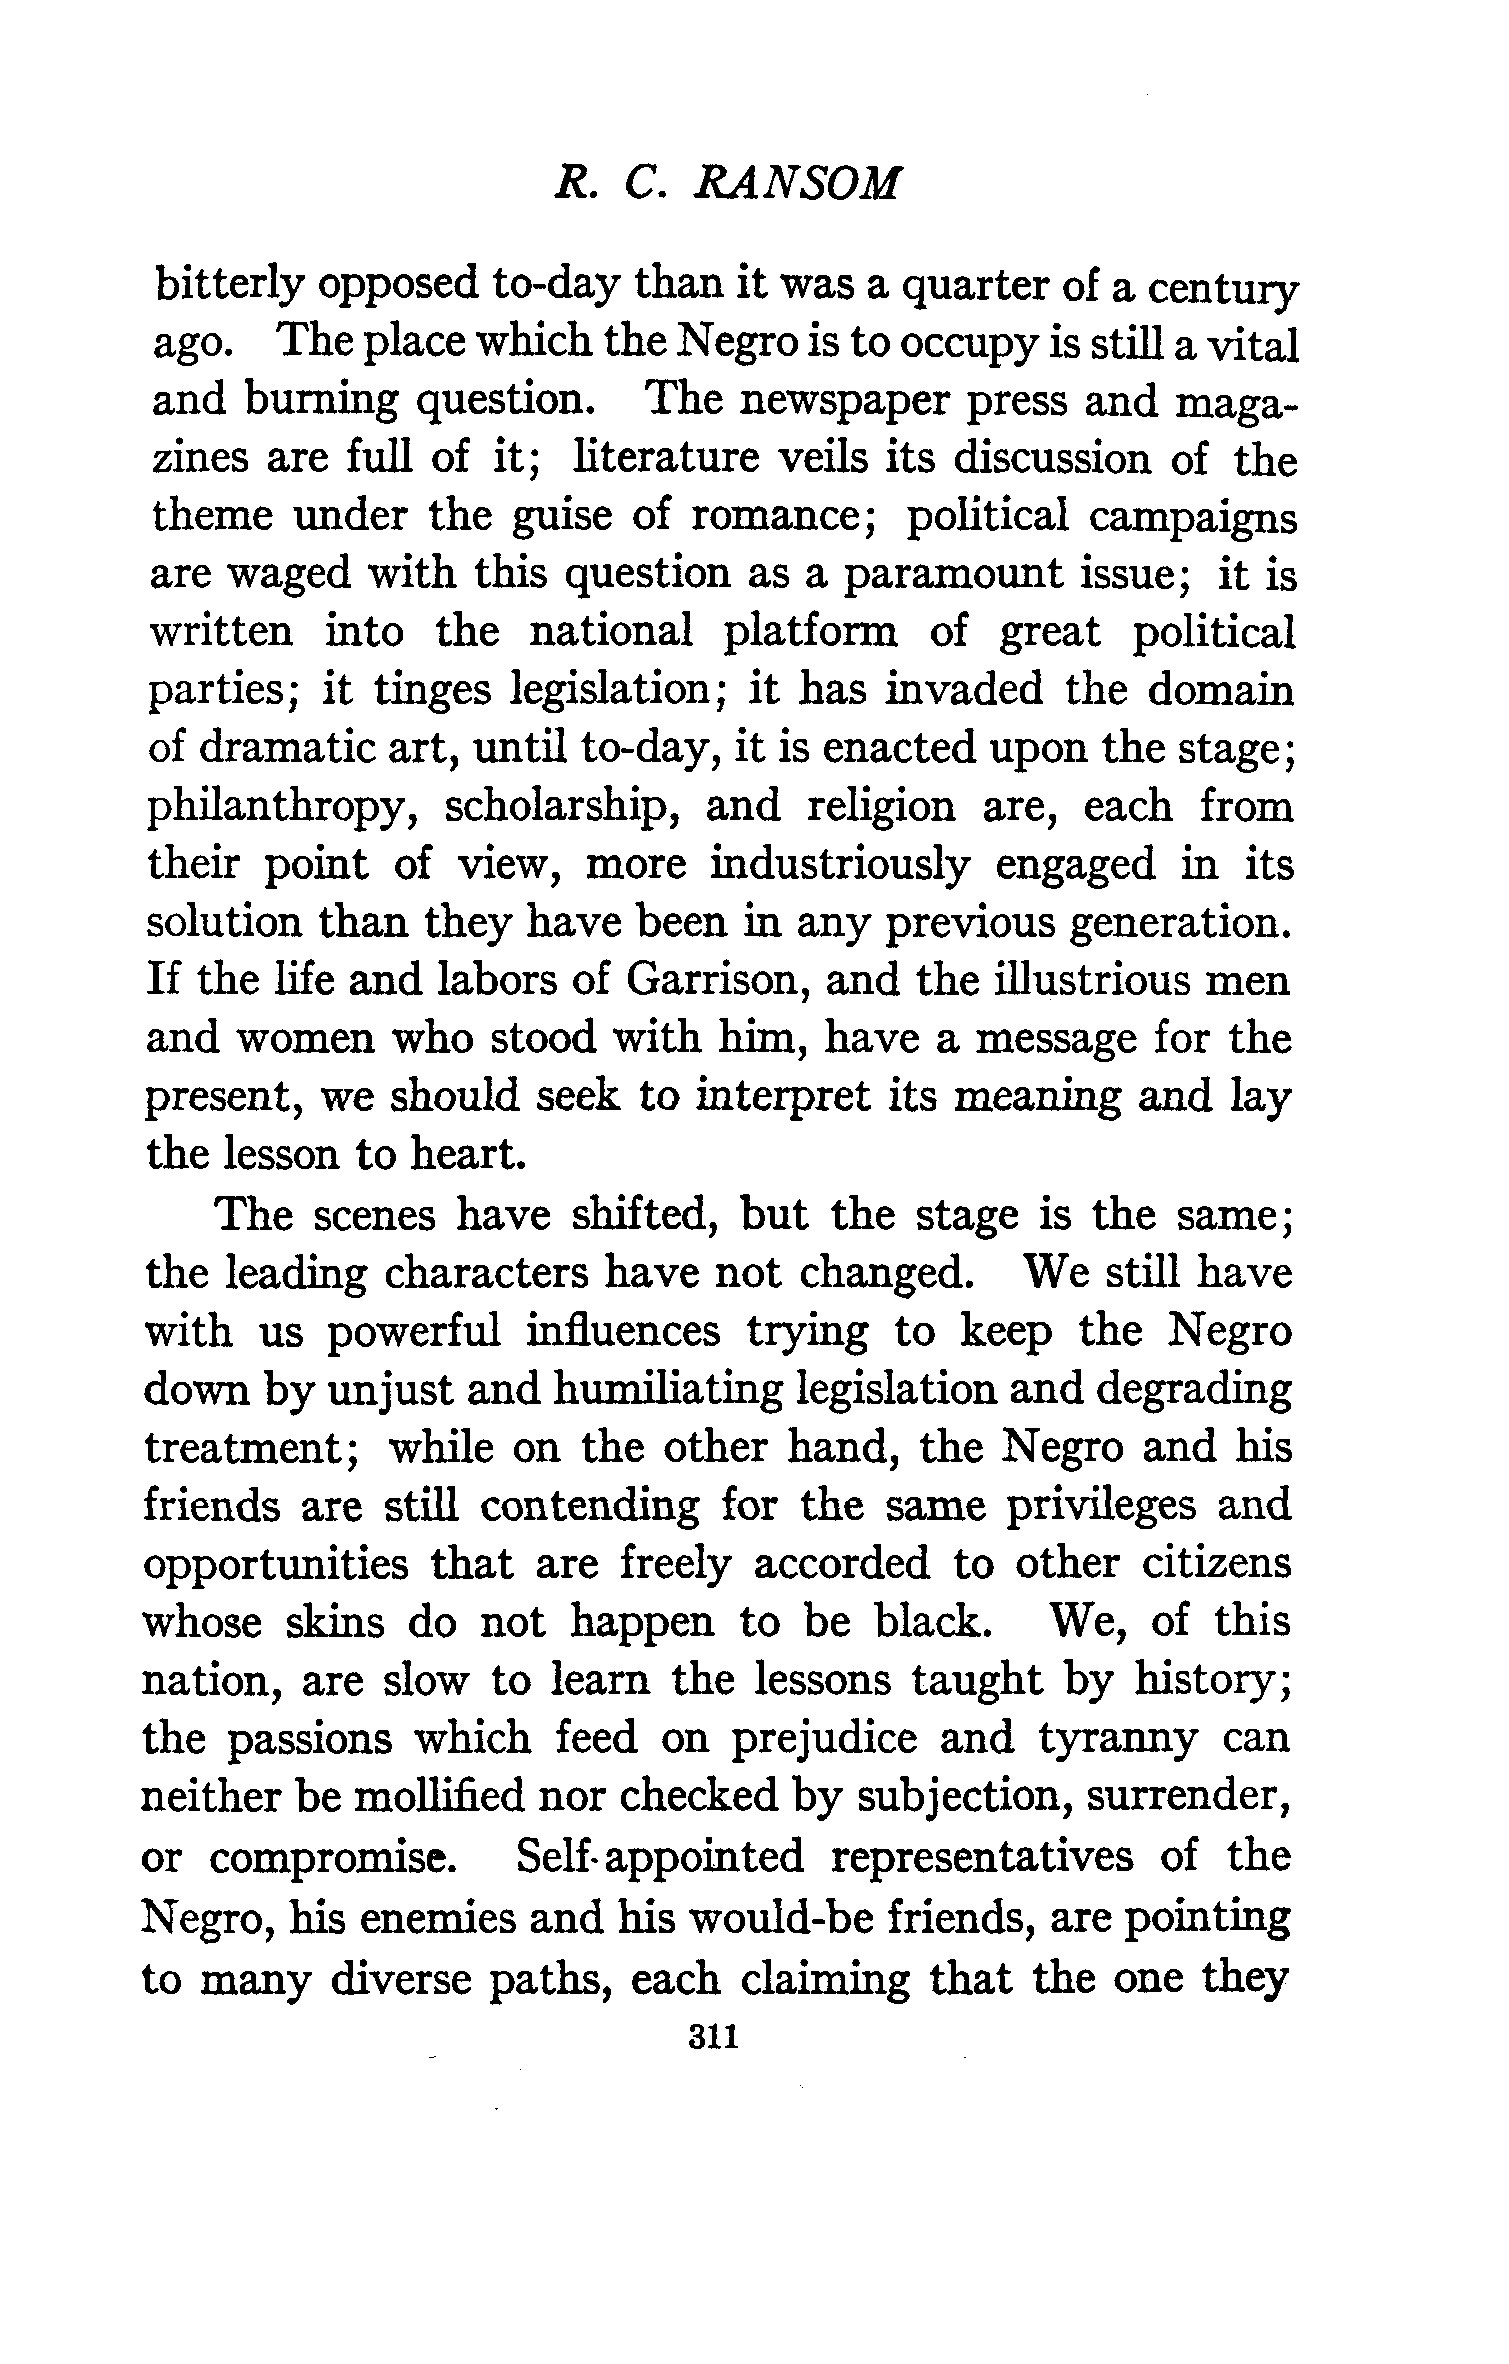 R. C. RANSOM
bitterly opposed to-day than it was a quarter of a century
ago. The place which the Negro is to occupy is still a vital
and burning question. The newspaper press and maga-
zines are full of it; literature veils its discussion of the
theme under the guise of romance; political campaigns
are waged with this question as a paramount issue; it is
written into the national platform of great political
parties; it tinges legislation; it has invaded the domain
of dramatic art, until to-day, it is enacted upon the stage;
philanthropy, scholarship, and religion are, each from
their point of view, more industriously engaged in its
solution than they have been in any previous generation.
If the life and labors of Garrison, and the illustrious men
and women who stood with him, have a message for the
present, we should seek to interpret its meaning and lay
the lesson to heart.
The scenes have shifted, but the stage is the same;
the leading characters have not changed. We still have
with us powerful influences trying to keep the Negro
down by unjust and humiliating legislation and degrading
treatment; while on the other hand, the Negro and his
friends are still contending for the same privileges and
opportunities that are freely accorded to other citizens
whose skins do not happen to be black. We, of this
nation, are slow to learn the lessons taught by history;
the passions which feed on prejudice and tyranny can
neither be mollified nor checked by subjection, surrender,
or compromise. Self-appointed representatives of the
Negro, his enemies and his would-be friends, are pointing
to many diverse paths, each claiming that the one they
311